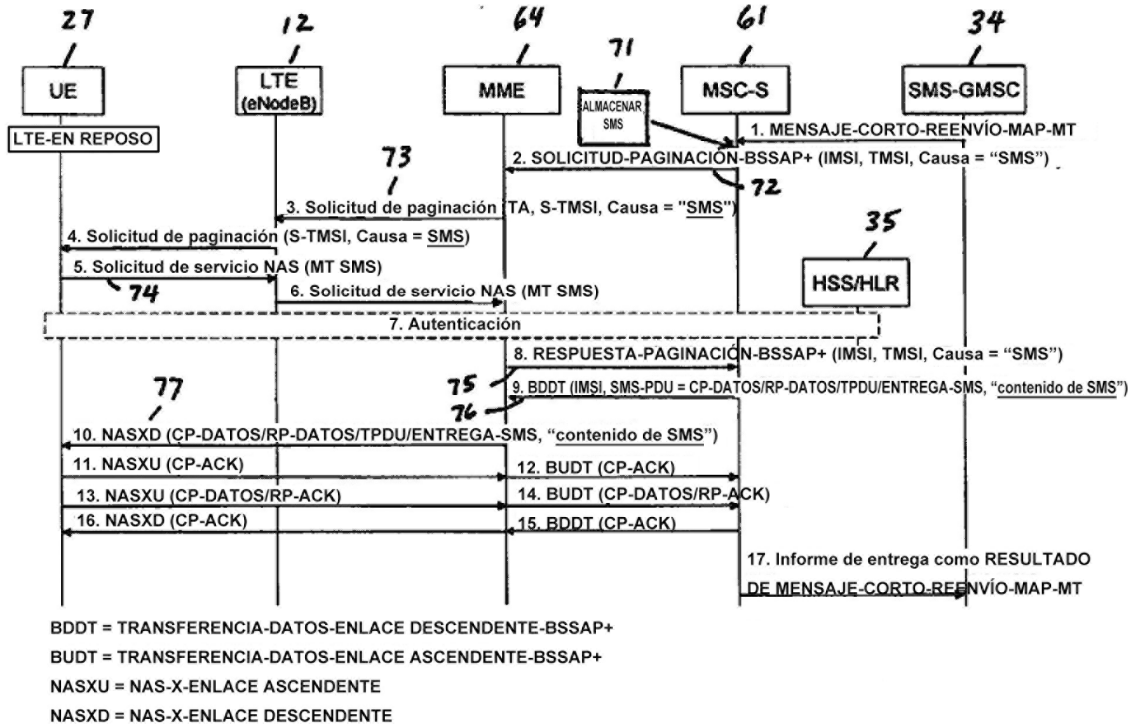 27
12
64
71
61
34
UE
LTE
(eNodeB)
MME
ALMACENAR
SMS
MSC-S
SMS-GMSC
LTE-EN REPOSO
1. MENSAJE-CORTO-REENVÍO-MAP-MT
2. SOLICITUD-PAGINACIÓN-BSSAP+ (IMSI, TMSI, Causa = “SMS”)
72
73
3. Solicitud de paginación (TA, S-TMSI, Causa = "SMS")
4. Solicitud de paginación (S-TMSI, Causa = SMS)
35
HSS/HLR
5. Solicitud de servicio NAS (MT SMS)
74
6. Solicitud de servicio NAS (MT SMS)
7. Autenticación
8. RESPUESTA-PAGINACIÓN-BSSAP+ (IMSI, TMSI, Causa = “SMS”)
75
9. BDDT (IMSI, SMS-PDU = CP-DATOS/RP-DATOS/TPDU/ENTREGA-SMS, “contenido de SMS”)
76
77
10. NASXD (CP-DATOS/RP-DATOS/TPDU/ENTREGA-SMS, “contenido de SMS”)
11. NASXU (CP-ACK)
12. BUDT (CP-ACK)
13. NASXU (CP-DATOS/RP-ACK)
14. BUDT (CP-DATOS/RP-ACK)
16. NASXD (CP-ACK)
15. BDDT (CP-ACK)
17. Informe de entrega como RESULTADO
DE MENSAJE-CORTO-REENVÍO-MAP-MT
BDDT = TRANSFERENCIA-DATOS-ENLACE DESCENDENTE-BSSAP+
BUDT = TRANSFERENCIA-DATOS-ENLACE ASCENDENTE-BSSAP+
NASXU = NAS-X-ENLACE ASCENDENTE
NASXD = NAS-X-ENLACE DESCENDENTE